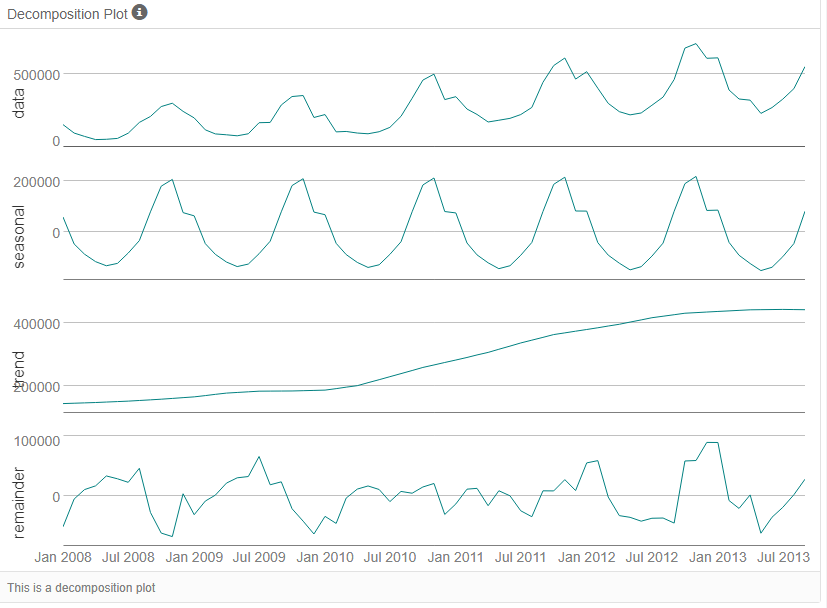 Decomposition Plot i
500000
data
0
200000
seasonal
0
400000
trend
200000
100000
remainder
0
Jan 2008 Jul 2008 Jan 2009 Jul 2009 Jan 2010 Jul 2010 Jan 2011 Jul 2011 Jan 2012 Jul 2012 Jan 2013 Jul 2013
This is a decomposition plot